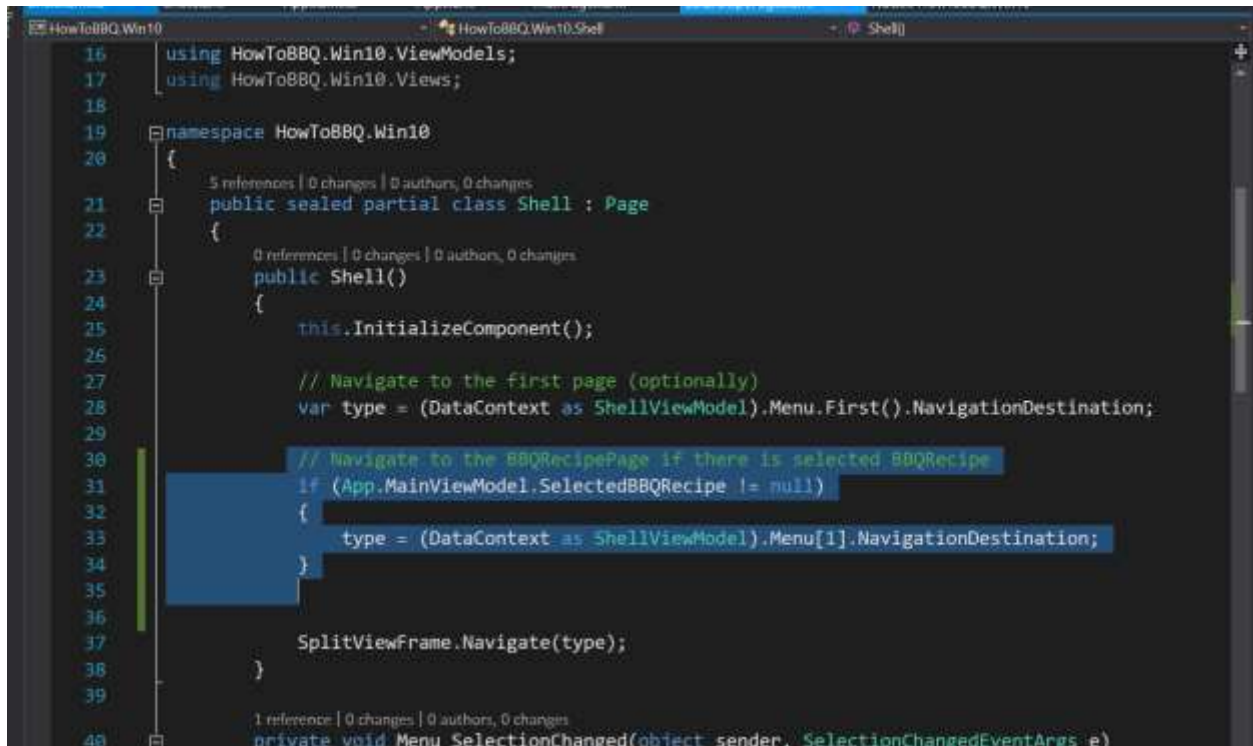 HowToBBQ.Win10 HowToBBQ.Win10.Shell Shell()
16 using HowToBBQ.Win10.ViewModels;
17 using HowToBBQ.Win10.Views;
18
19 namespace HowToBBQ.Win10
20 {
5 references | 0 changes | 0 authors, 0 changes
21 public sealed partial class Shell : Page
22 {
0 references | 0 changes | 0 authors, 0 changes
23 public Shell()
24 {
25 this.InitializeComponent();
26
27 // Navigate to the first page (optionally)
28 var type = (DataContext as ShellViewModel).Menu.First().NavigationDestination;
29
30 // Navigate to the BBQRecipePage if there is selected BBQRecipe
31 if (App.MainViewModel.SelectedBBQRecipe != null)
32 {
33 type = (DataContext as ShellViewModel).Menu[1].NavigationDestination;
34 }
35
36
37 SplitViewFrame.Navigate(type);
38 }
39
1 reference | 0 changes | 0 authors, 0 changes
40 private void Menu_SelectionChanged(object sender, SelectionChangedEventArgs e)